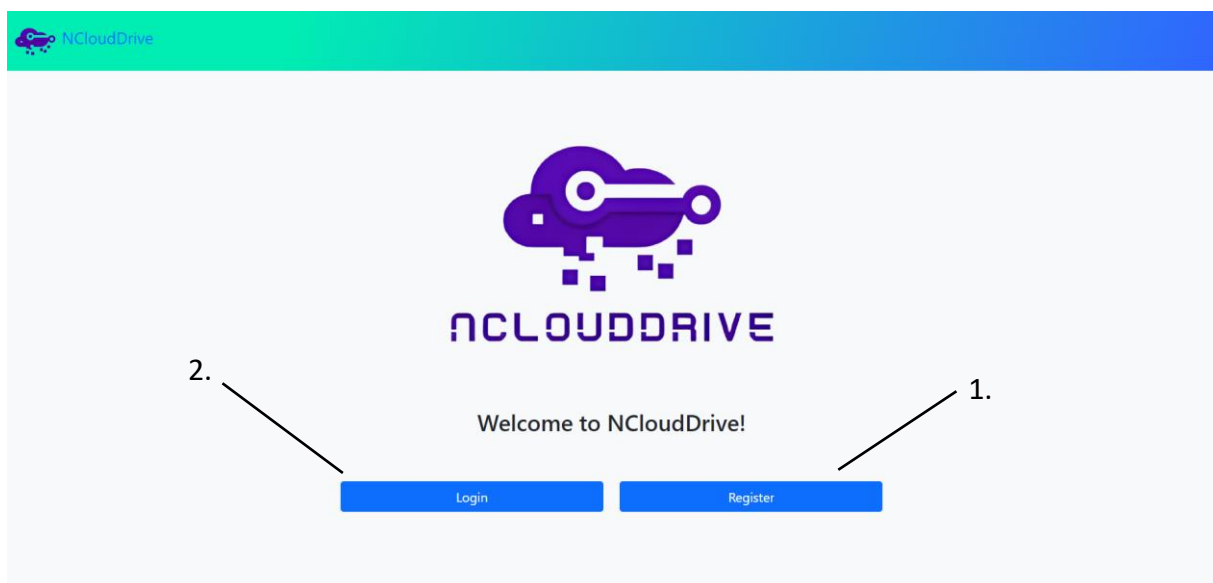 NCloudDrive
NCLOUDDRIVE
2.
1.
Welcome to NCloudDrive!
Login Register